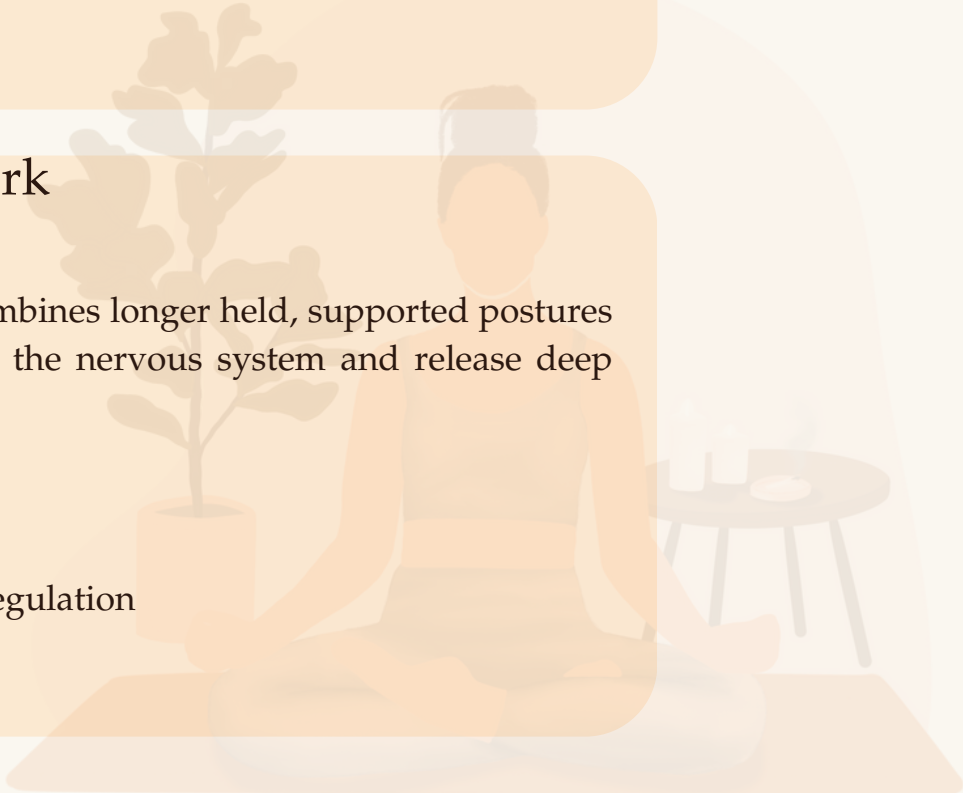 rk
mbines longer held, supported postures
the nervous system and release deep
egulation